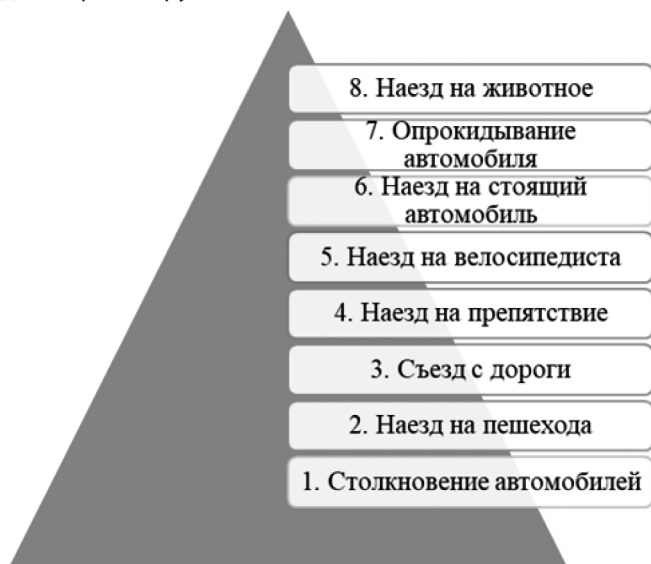 8. Наезд на животное
7. Опрокидывание
автомобиля
6. Наезд на стоящий
автомобиль
5. Наезд на велосипедиста
4. Наезд на препятствие
3. Съезд с дороги
2. Наезд на пешехода
1. Столкновение автомобилей